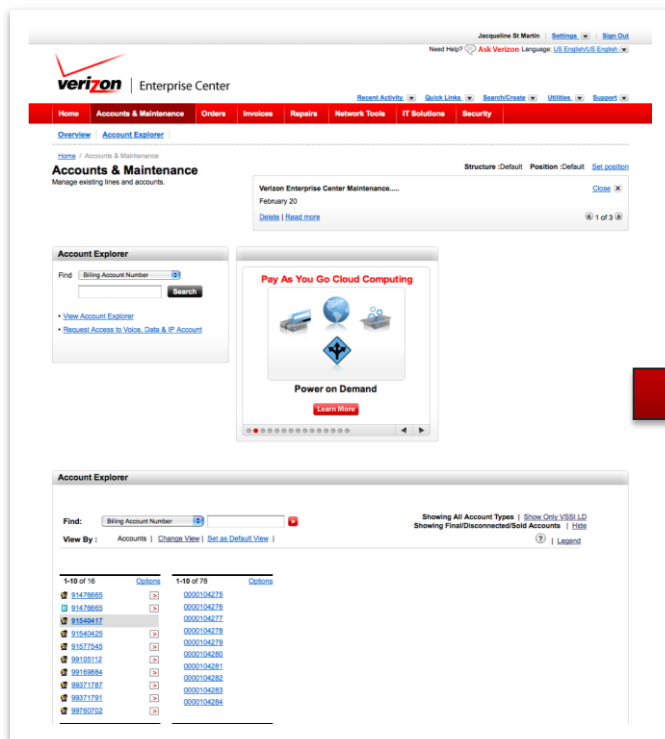 Jacqueline St Martin | Settings | Sign Out
Need Help? Ask Verizon Language: US English/US English
verizon | Enterprise Center
Recent Activity Quick Links Search/Create Utilities Support
Home Accounts & Maintenance Orders Invoices Repairs Network Tools IT Solutions Security
Overview | Account Explorer |
Home / Accounts & Maintenance
Accounts & Maintenance
Structure :Default Position :Default Set position
Manage existing lines and accounts.
Verizon Enterprise Center Maintenance.... Close X
February 20
Delete | Read more 1 of 3
Account Explorer
Find Billing Account Number
Search
• View Account Explorer
• Request Access to Voice, Data & IP Account
Pay As You Go Cloud Computing
Power on Demand
Learn More
Account Explorer
Find: Billing Account Number
Showing All Account Types | Show Only VSSI LD
Showing Final/Disconnected/Sold Accounts | Hide
View By : Accounts | Change View | Set as Default View |
? | Legend
1-10 of 16 Options 1-10 of 78 Options
91476665 0000104275
91476665 0000104276
91540417 0000104277
91540425 0000104278
91577545 0000104279
99105112 0000104280
99169684 0000104281
99371787 0000104282
99371791 0000104283
99760702 0000104284